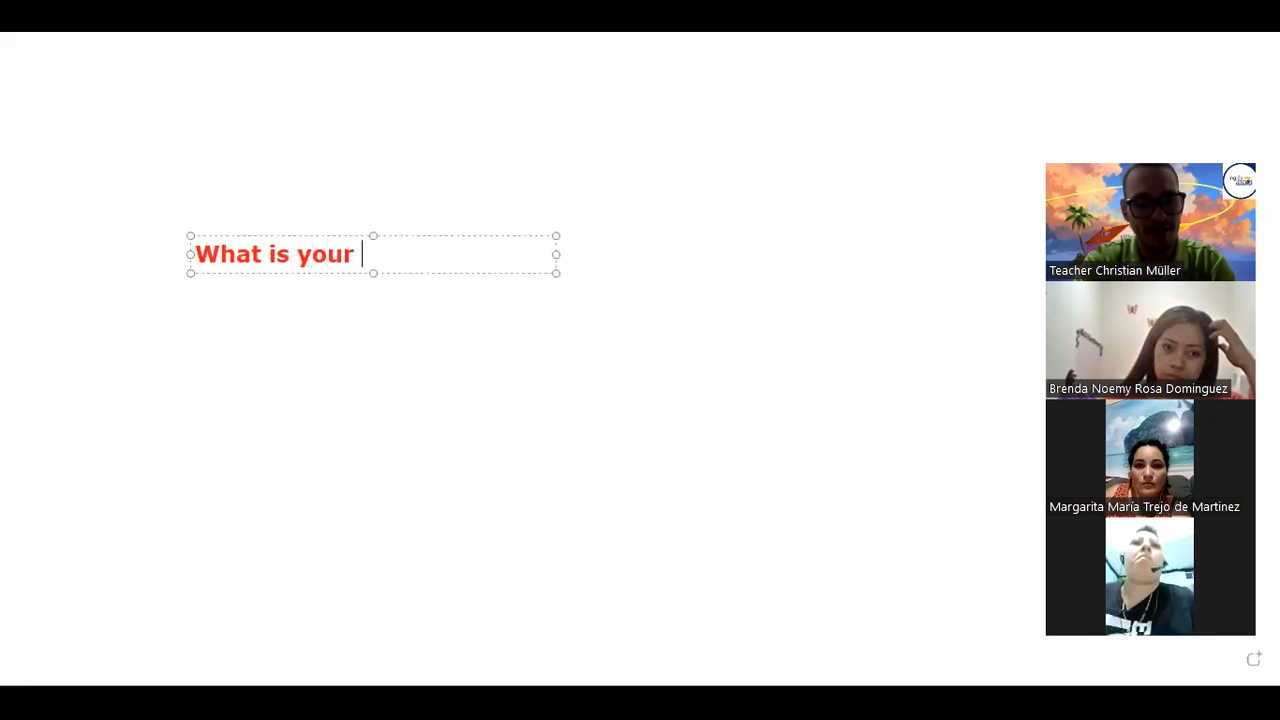 What is your
Teacher Christian Müller
Brenda Noemy Rosa Dominguez
Margarita María Trejo de Martinez